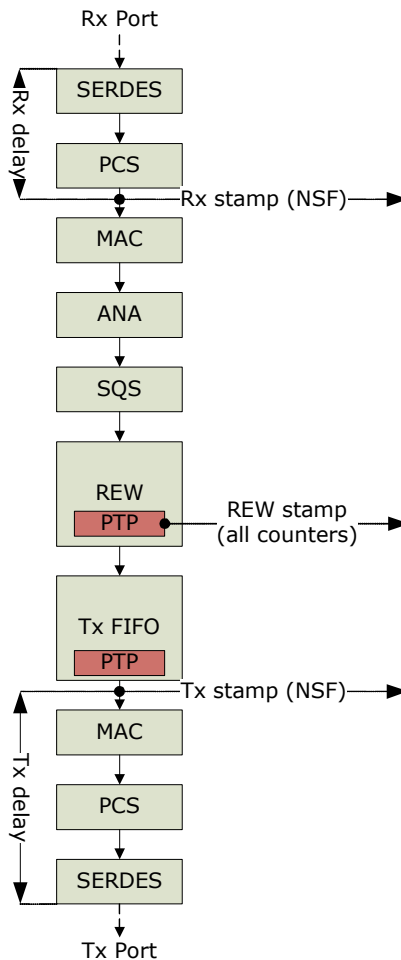 Rx Port
SERDES
Rx delay
PCS
Rx stamp (NSF)
MAC
ANA
SQS
REW
PTP
REW stamp
(all counters)
Tx FIFO
PTP
Tx stamp (NSF)
MAC
Tx delay
PCS
SERDES
Tx Port